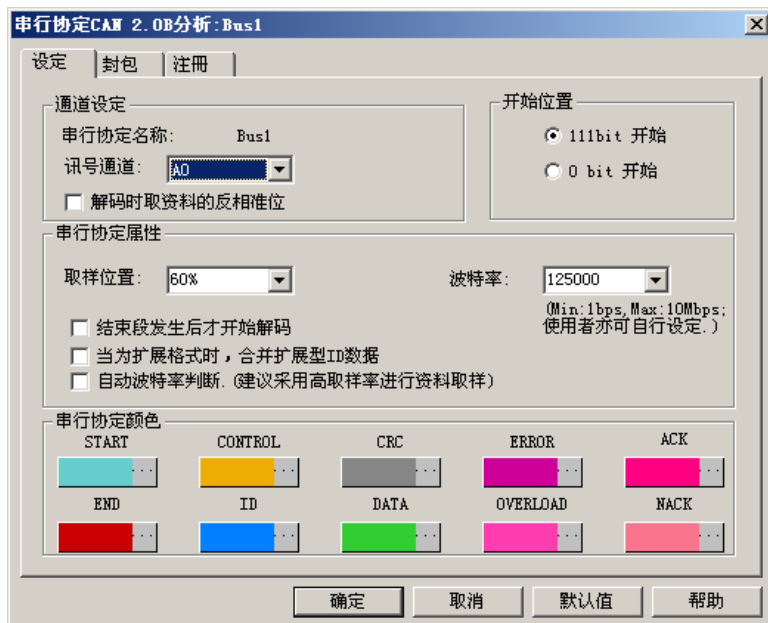 串行协定CAN 2.0B分析:Bus1
设定 封包 注册
通道设定
串行协定名称: Bus1
讯号通道: A0
解码时取资料的反相准位
开始位置
111bit 开始
0 bit 开始
串行协定属性
取样位置: 60%
波特率: 125000
(Min:1bps,Max:10Mbps;
使用者亦可自行设定.)
结束段发生后才开始解码
当为扩展格式时，合并扩展型ID数据
自动波特率判断.(建议采用高取样率进行资料取样)
串行协定颜色
START CONTROL CRC ERROR ACK
... ... ... ... ...
END ID DATA OVERLOAD NACK
... ... ... ... ...
确定 取消 默认值 帮助